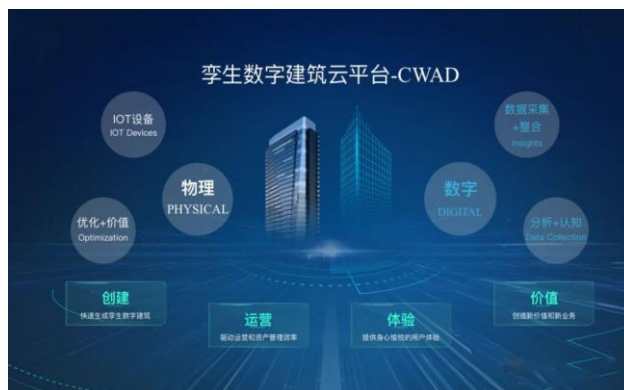 孪生数字建筑云平台-CWAD
IOT设备
IOT Devices
数据采集
+整合
Insights
物理
PHYSICAL
数字
DIGITAL
优化+价值
Optimization
分析+认知
Data Collection
创建
快速生成孪生数字建筑
运营
驱动运营和资产管理效率
体验
提供身心愉悦的用户体验
价值
创造新价值和新业务